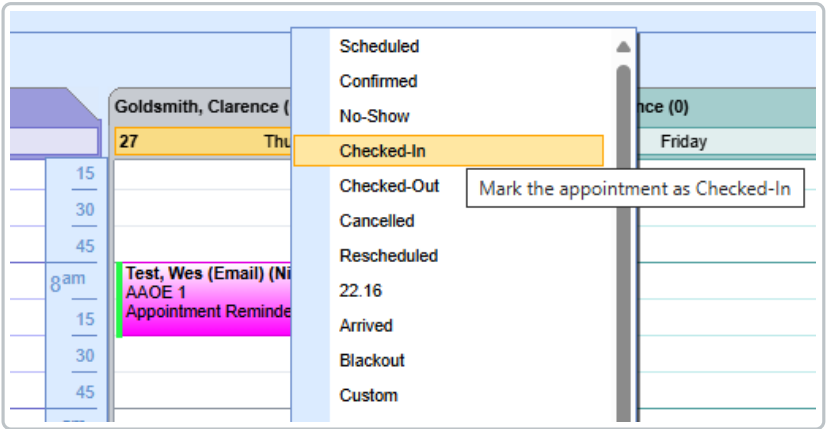 Scheduled
Confirmed
No-Show
Checked-In
Checked-Out
Cancelled
Rescheduled
22.16
Arrived
Blackout
Custom
Mark the appointment as Checked-In
Goldsmith, Clarence (
27 Thu
nce (0)
Friday
15
30
45
8am
15
30
45
Test, Wes (Email) (Ni
AAOE 1
Appointment Reminde